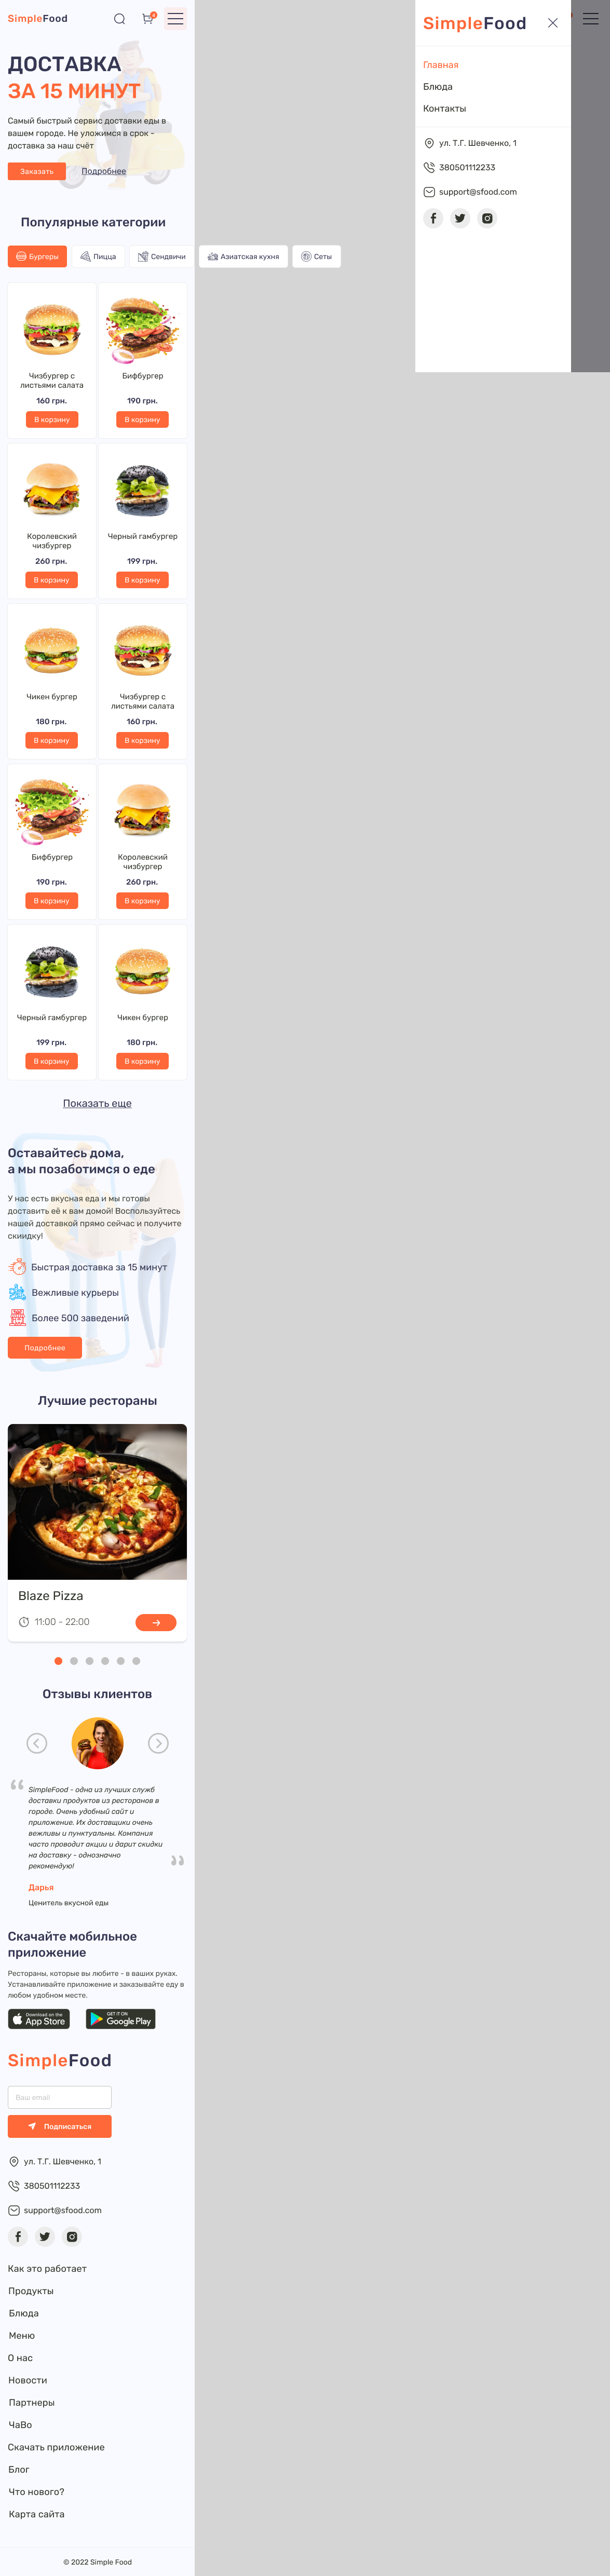 SimpleFood
4
ДОСТАВКА
ЗА 15 МИНУТ
Самый быстрый сервис доставки еды в
вашем городе. Не уложимся в срок -
доставка за наш счёт
Заказать
Подробнее
Популярные категории
Бургеры
Пицца
Сендвичи
Азиатская кухня
Сеты
Чизбургер с
листьями салата
160 грн.
В корзину
Бифбургер
190 грн.
В корзину
Королевский
чизбургер
260 грн.
В корзину
Черный гамбургер
199 грн.
В корзину
Чикен бургер
180 грн.
В корзину
Чизбургер с
листьями салата
160 грн.
В корзину
Бифбургер
190 грн.
В корзину
Королевский
чизбургер
260 грн.
В корзину
Черный гамбургер
199 грн.
В корзину
Чикен бургер
180 грн.
В корзину
Показать еще
Оставайтесь дома,
а мы позаботимся о еде
У нас есть вкусная еда и мы готовы
доставить её к вам домой! Воспользуйтесь
нашей доставкой прямо сейчас и получите
скиидку!
Быстрая доставка за 15 минут
Вежливые курьеры
Более 500 заведений
Подробнее
Лучшие рестораны
Blaze Pizza
11:00 - 22:00
Отзывы клиентов
SimpleFood - одна из лучших служб
доставки продуктов из ресторанов в
городе. Очень удобный сайт и
приложение. Их доставщики очень
вежливы и пунктуальны. Компания
часто проводит акции и дарит скидки
на доставку - однозначно
рекомендую!
Дарья
Ценитель вкусной еды
Скачайте мобильное
приложение
Рестораны, которые вы любите - в ваших руках.
Устанавливайте приложение и заказывайте еду в
любом удобном месте.
Download on the
App Store
GET IT ON
Google Play
SimpleFood
Ваш email
Подписаться
ул. Т.Г. Шевченко, 1
380501112233
support@sfood.com
Как это работает
Продукты
Блюда
Меню
О нас
Новости
Партнеры
ЧаВо
Скачать приложение
Блог
Что нового?
Карта сайта
© 2022 Simple Food
SimpleFood
Главная
Блюда
Контакты
ул. Т.Г. Шевченко, 1
380501112233
support@sfood.com